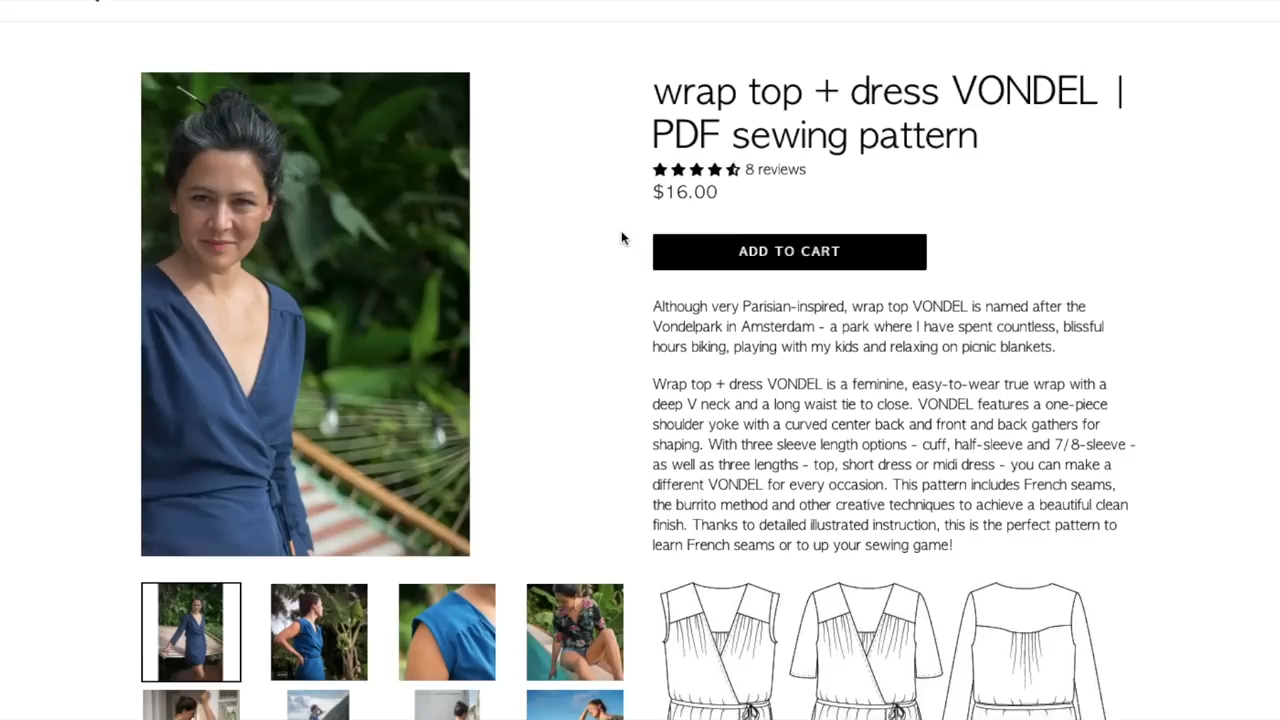 wrap top + dress VONDEL |
PDF sewing pattern
8 reviews
$16.00
ADD TO CART
Although very Parisian-inspired, wrap top VONDEL is named after the
Vondelpark in Amsterdam - a park where I have spent countless, blissful
hours biking, playing with my kids and relaxing on picnic blankets.
Wrap top + dress VONDEL is a feminine, easy-to-wear true wrap with a
deep V neck and a long waist tie to close. VONDEL features a one-piece
shoulder yoke with a curved center back and front and back gathers for
shaping. With three sleeve length options - cuff, half-sleeve and 7/8-sleeve -
as well as three lengths - top, short dress or midi dress - you can make a
different VONDEL for every occasion. This pattern includes French seams,
the burrito method and other creative techniques to achieve a beautiful clean
finish. Thanks to detailed illustrated instruction, this is the perfect pattern to
learn French seams or to up your sewing game!